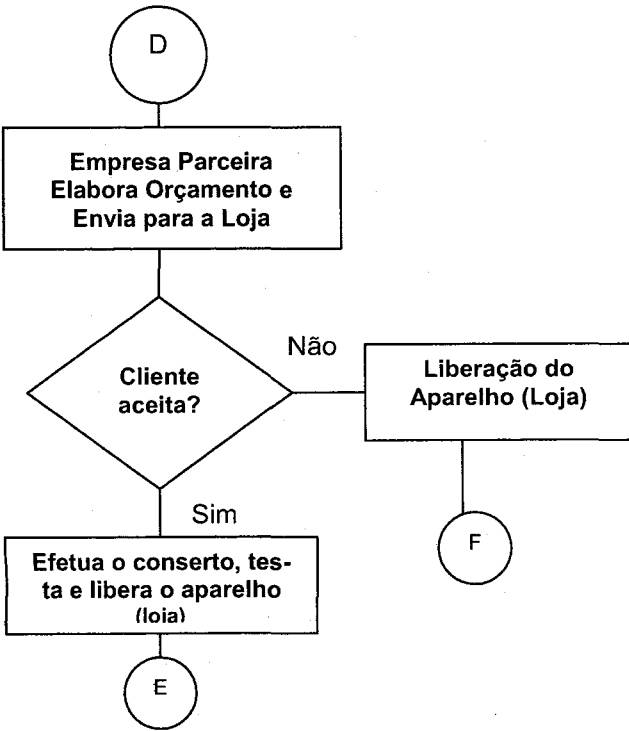 D
Empresa Parceira
Elabora Orçamento e
Envia para a Loja
Cliente
aceita?
Não
Liberação do
Aparelho (Loja)
F
Sim
Efetua o conserto, tes-
ta e libera o aparelho
(loja)
E